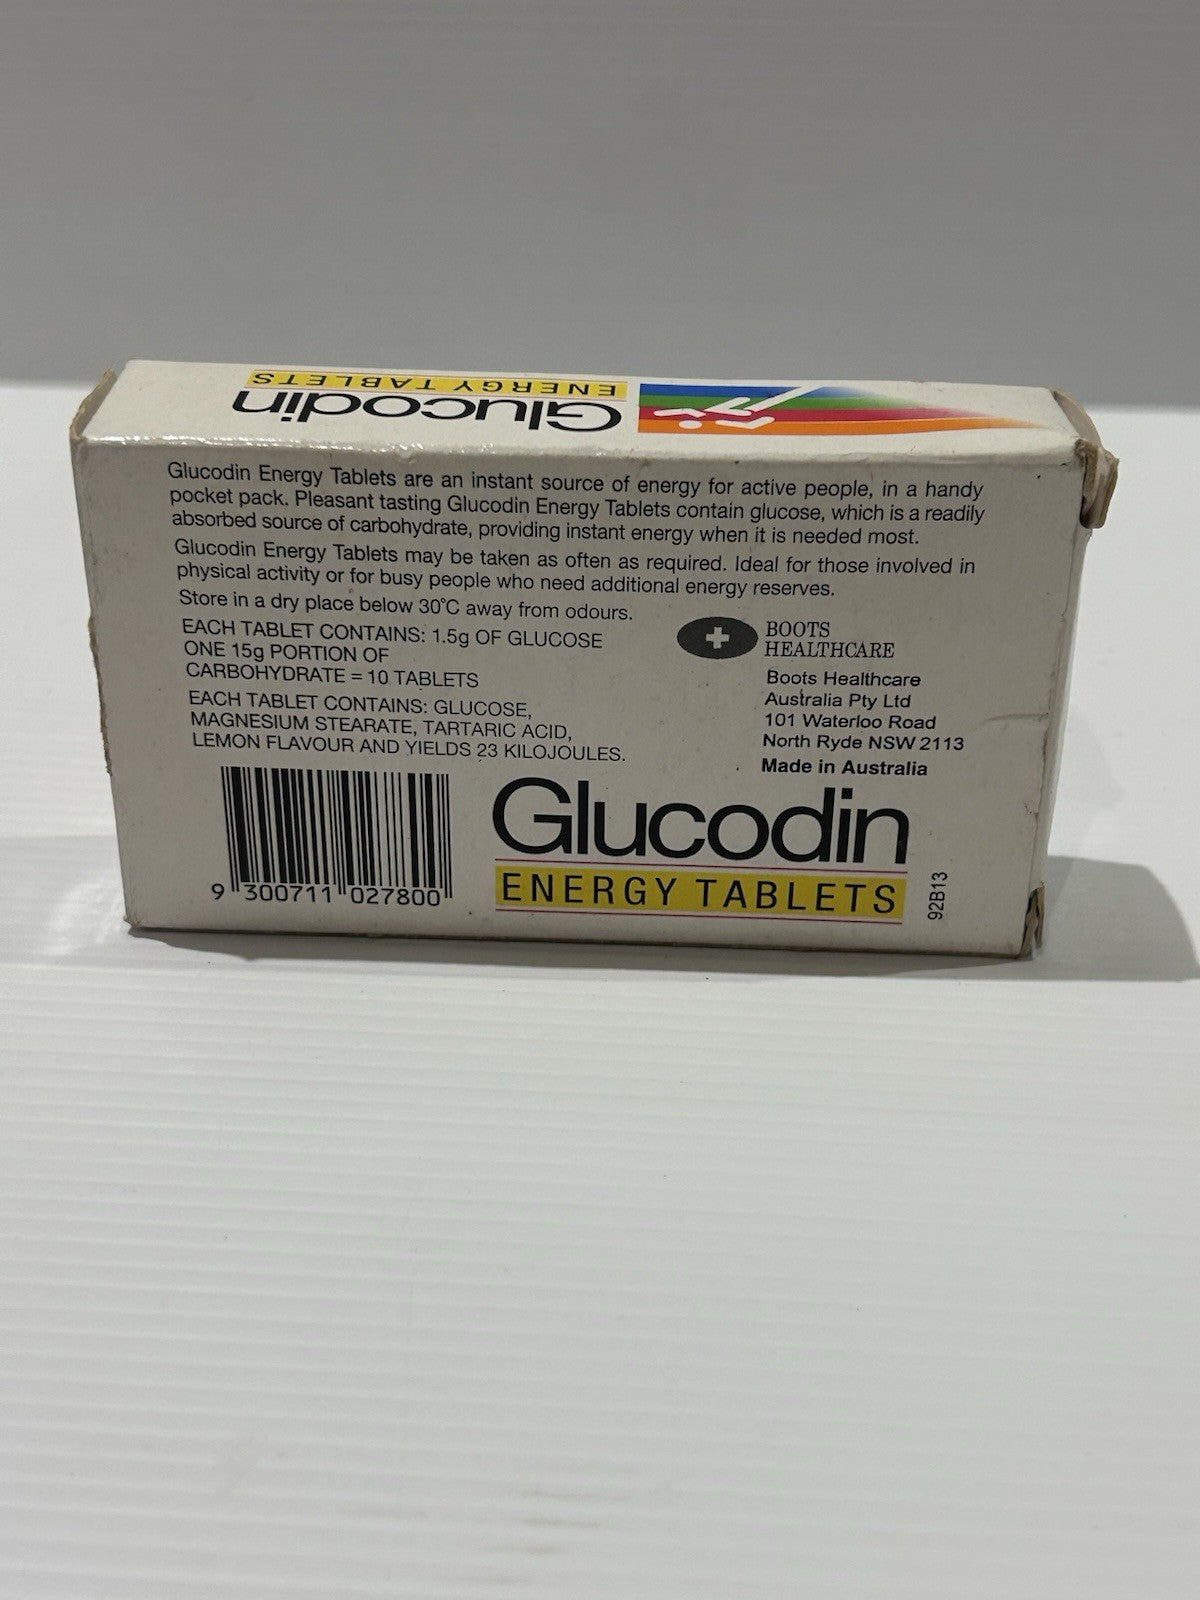 Glucodin
ENERGY TABLETS
Glucodin Energy Tablets are an instant source of energy for active people, in a handy
pocket pack. Pleasant tasting Glucodin Energy Tablets contain glucose, which is a readily
absorbed source of carbohydrate, providing instant energy when it is needed most.
Glucodin Energy Tablets may be taken as often as required. Ideal for those involved in
physical activity or for busy people who need additional energy reserves.
Store in a dry place below 30°C away from odours.
EACH TABLET CONTAINS: 1.5g OF GLUCOSE
ONE 15g PORTION OF
CARBOHYDRATE = 10 TABLETS
EACH TABLET CONTAINS: GLUCOSE,
MAGNESIUM STEARATE, TARTARIC ACID,
LEMON FLAVOUR AND YIELDS 23 KILOJOULES.
BOOTS
HEALTHCARE
Boots Healthcare
Australia Pty Ltd
101 Waterloo Road
North Ryde NSW 2113
Made in Australia
9 300711 027800
Glucodin
ENERGY TABLETS
92B13